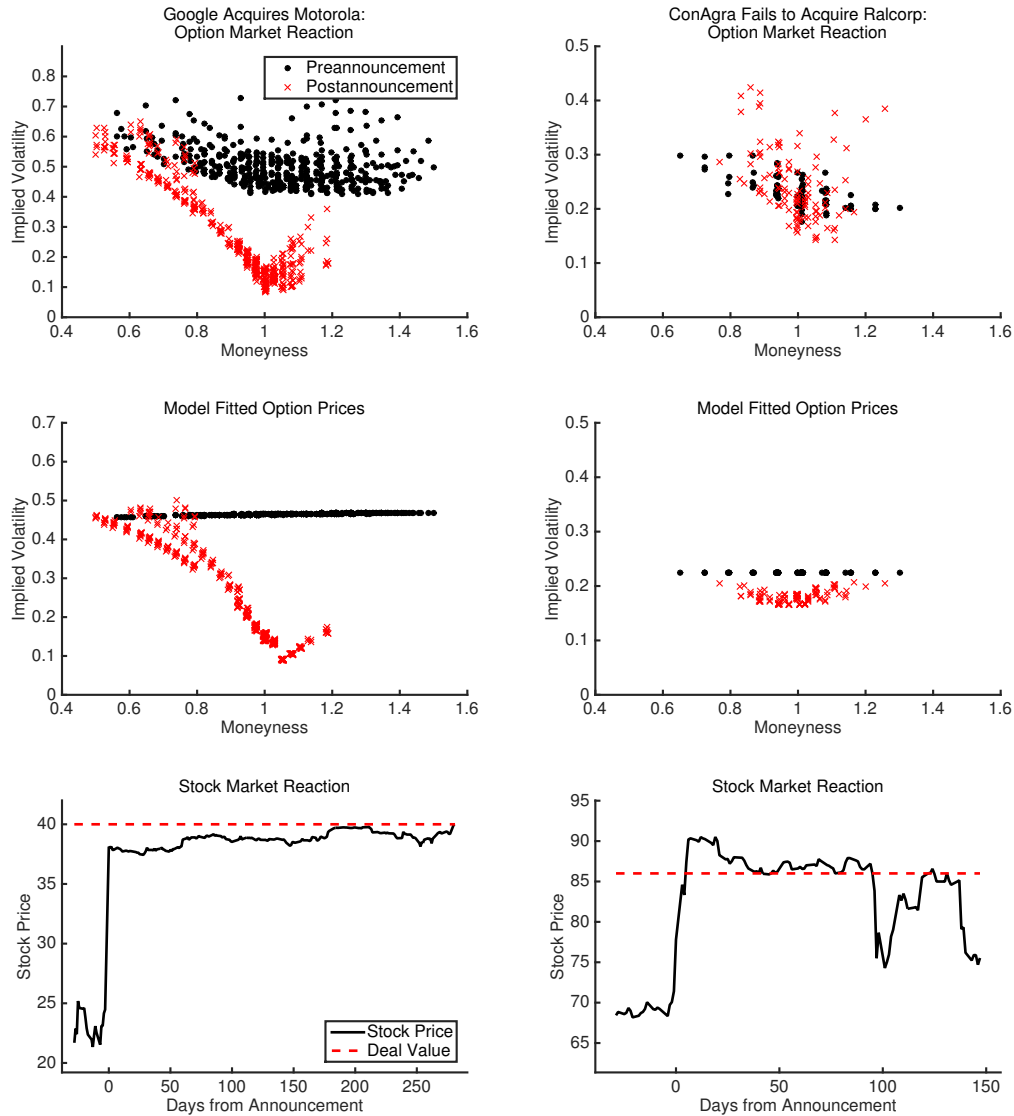 Google Acquires Motorola:
Option Market Reaction
Implied Volatility
0.8
0.7
0.6
0.5
0.4
0.3
0.2
0.1
0
0.4 0.6 0.8 1 1.2 1.4 1.6
Moneyness
Preannouncement
Postannouncement
ConAgra Fails to Acquire Ralcorp:
Option Market Reaction
Implied Volatility
0.5
0.4
0.3
0.2
0.1
0
0.4 0.6 0.8 1 1.2 1.4 1.6
Moneyness
Model Fitted Option Prices
Implied Volatility
0.7
0.6
0.5
0.4
0.3
0.2
0.1
0
0.4 0.6 0.8 1 1.2 1.4 1.6
Moneyness
Model Fitted Option Prices
Implied Volatility
0.5
0.4
0.3
0.2
0.1
0
0.4 0.6 0.8 1 1.2 1.4 1.6
Moneyness
Stock Market Reaction
Stock Price
40
35
30
25
20
0 50 100 150 200 250
Days from Announcement
Stock Price
Deal Value
Stock Market Reaction
Stock Price
95
90
85
80
75
70
65
0 50 100 150
Days from Announcement